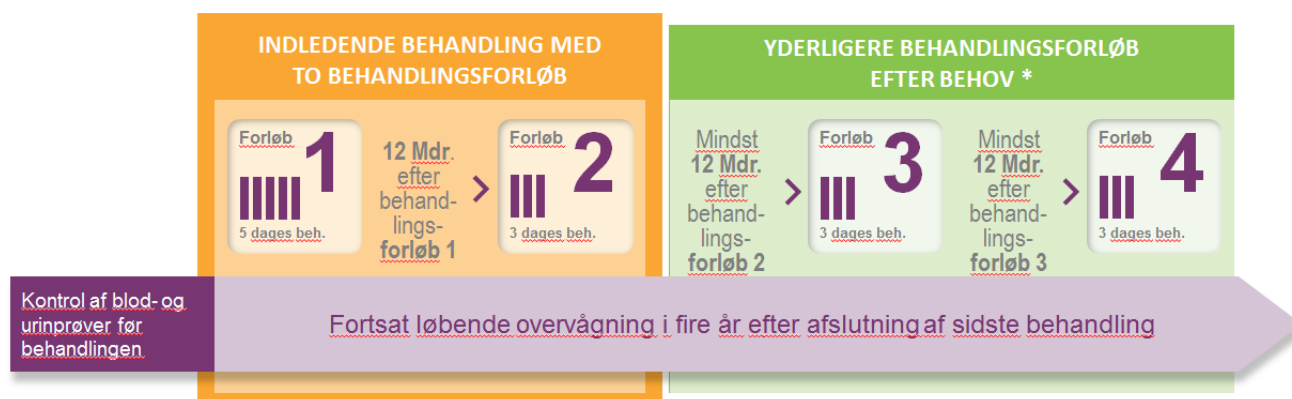 INDLEDENDE BEHANDLING MED
TO BEHANDLINGSFORLØB
Forløb
1
5 dages beh.
12 Mdr.
efter
behand-
lings-
forløb 1
Forløb
2
3 dages beh.
YDERLIGERE BEHANDLINGSFORLØB
EFTER BEHOV *
Mindst
12 Mdr.
efter
behand-
lings-
forløb 2
Forløb
3
3 dages beh.
Mindst
12 Mdr.
efter
behand-
lings-
forløb 3
Forløb
4
3 dages beh.
Kontrol af blod- og
urinprøver før
behandlingen
Fortsat løbende overvågning i fire år efter afslutning af sidste behandling